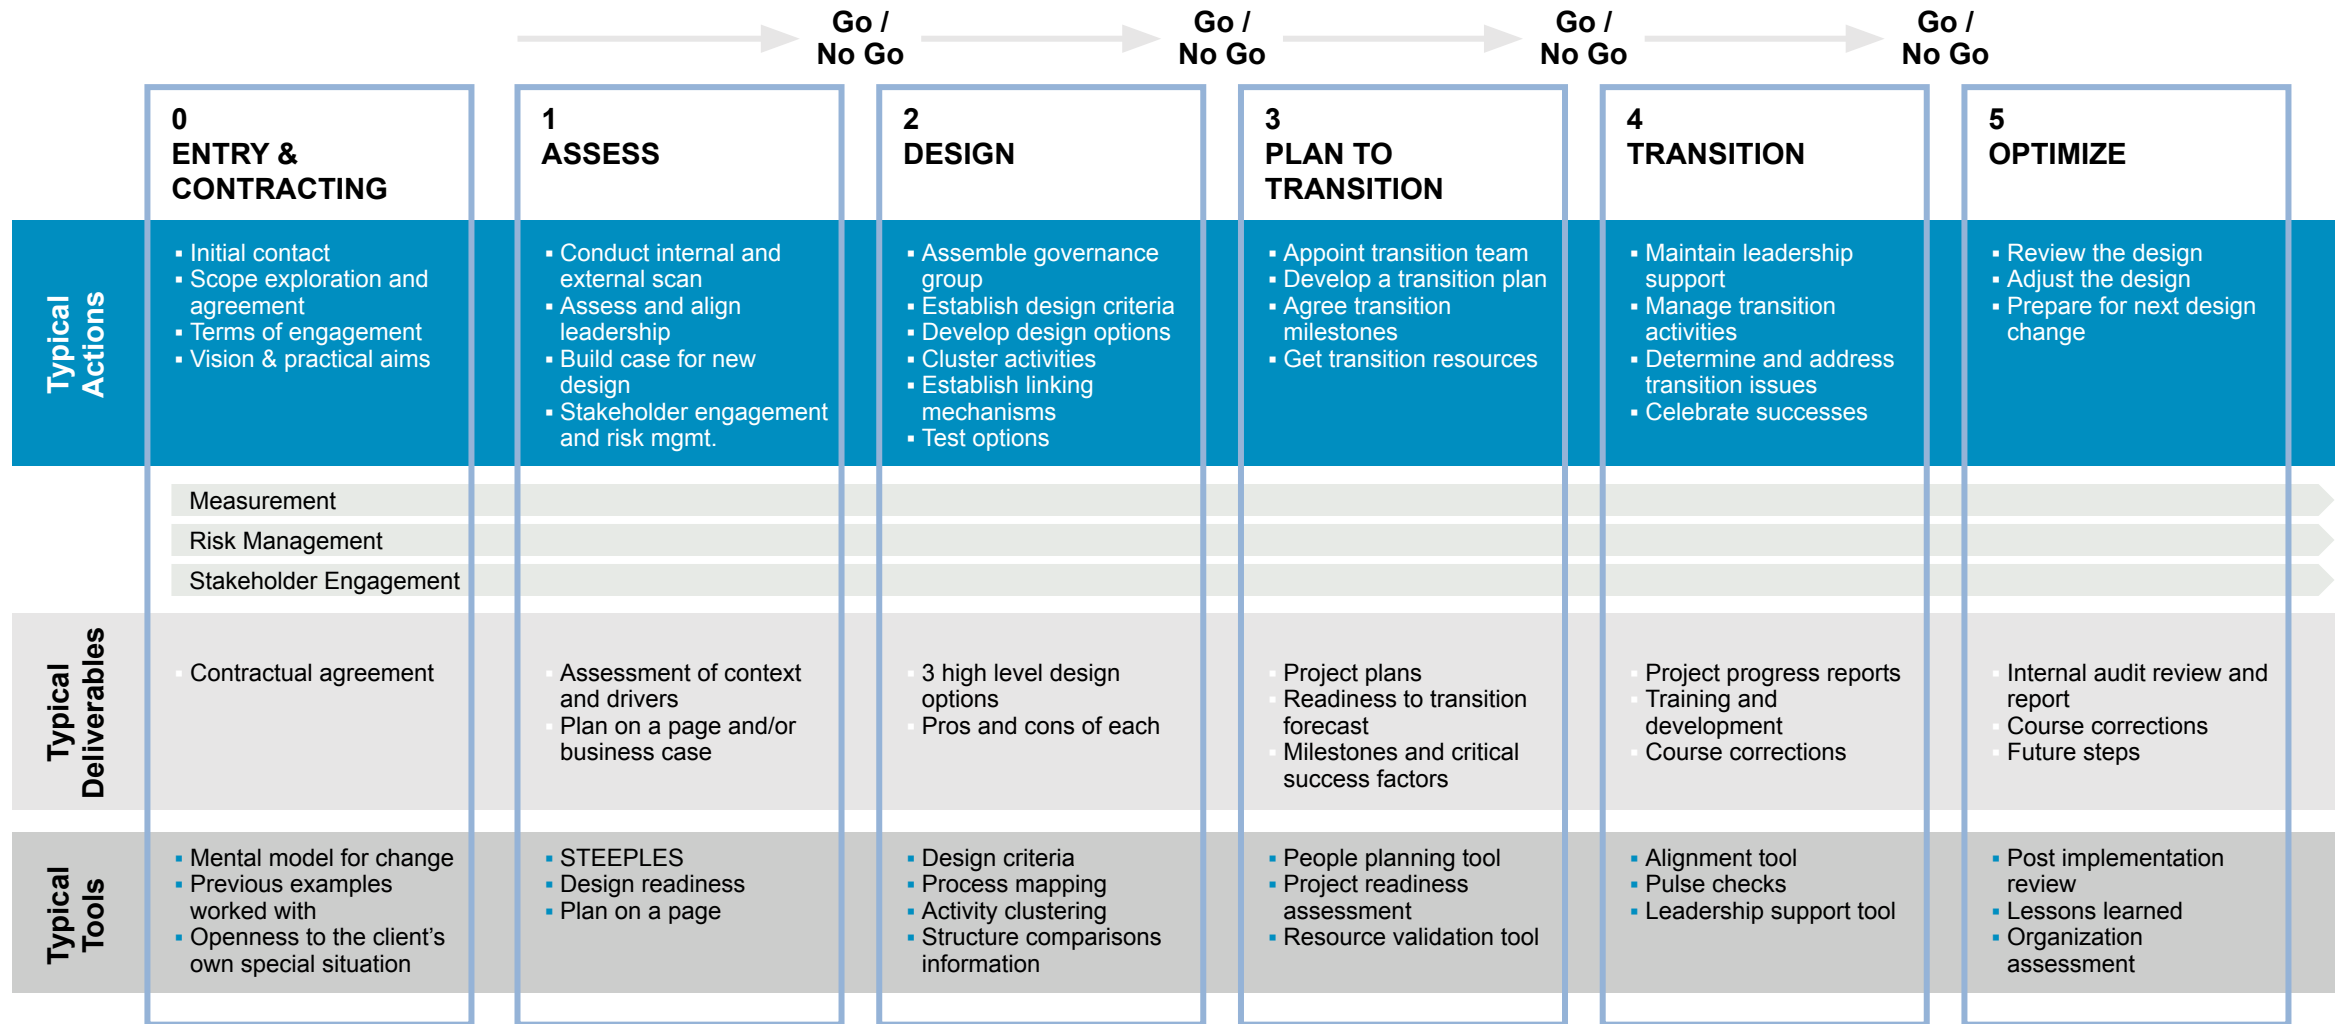 Go /
No Go
Go /
No Go
Go /
No Go
Go /
No Go
0
ENTRY &
CONTRACTING
1
ASSESS
2
DESIGN
3
PLAN TO
TRANSITION
4
TRANSITION
5
OPTIMIZE
Typical
Actions
▪ Initial contact
▪ Scope exploration and
agreement
▪ Terms of engagement
▪ Vision & practical aims
▪ Conduct internal and
external scan
▪ Assess and align
leadership
▪ Build case for new
design
▪ Stakeholder engagement
and risk mgmt.
▪ Assemble governance
group
▪ Establish design criteria
▪ Develop design options
▪ Cluster activities
▪ Establish linking
mechanisms
▪ Test options
▪ Appoint transition team
▪ Develop a transition plan
▪ Agree transition
milestones
▪ Get transition resources
▪ Maintain leadership
support
▪ Manage transition
activities
▪ Determine and address
transition issues
▪ Celebrate successes
▪ Review the design
▪ Adjust the design
▪ Prepare for next design
change
Measurement
Risk Management
Stakeholder Engagement
Typical
Deliverables
▪ Contractual agreement
▪ Assessment of context
and drivers
▪ Plan on a page and/or
business case
▪ 3 high level design
options
▪ Pros and cons of each
▪ Project plans
▪ Readiness to transition
forecast
▪ Milestones and critical
success factors
▪ Project progress reports
▪ Training and
development
▪ Course corrections
▪ Internal audit review and
report
▪ Course corrections
▪ Future steps
Typical
Tools
▪ Mental model for change
▪ Previous examples
worked with
▪ Openness to the client’s
own special situation
▪ STEEPLES
▪ Design readiness
▪ Plan on a page
▪ Design criteria
▪ Process mapping
▪ Activity clustering
▪ Structure comparisons
information
▪ People planning tool
▪ Project readiness
assessment
▪ Resource validation tool
▪ Alignment tool
▪ Pulse checks
▪ Leadership support tool
▪ Post implementation
review
▪ Lessons learned
▪ Organization
assessment